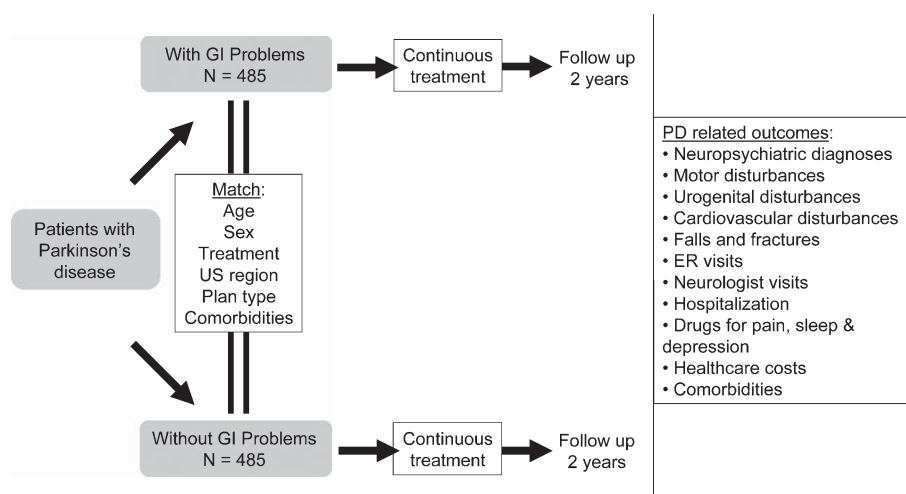 With GI Problems
N = 485
Continuous
treatment
Follow up
2 years
Patients with
Parkinson's
disease
Match:
Age
Sex
Treatment
US region
Plan type
Comorbidities
Without GI Problems
N = 485
Continuous
treatment
Follow up
2 years
PD related outcomes:
• Neuropsychiatric diagnoses
• Motor disturbances
• Urogenital disturbances
• Cardiovascular disturbances
• Falls and fractures
• ER visits
• Neurologist visits
• Hospitalization
• Drugs for pain, sleep &
depression
• Healthcare costs
• Comorbidities